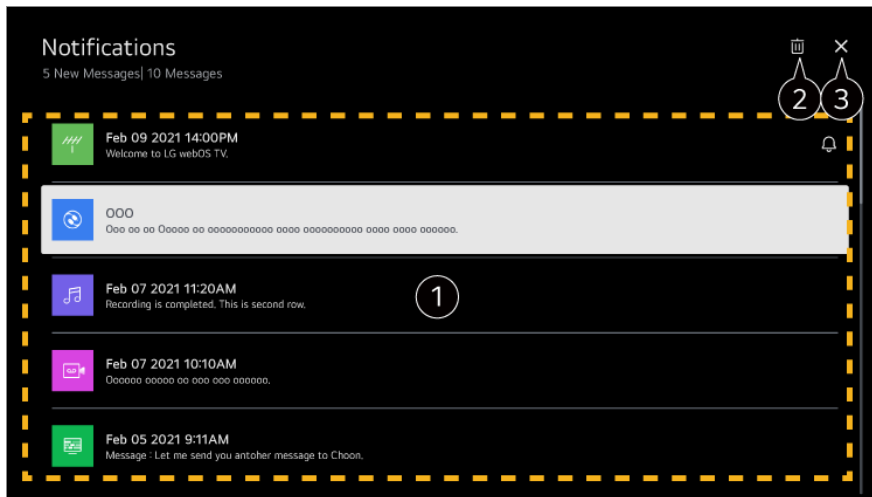 Notifications
5 New Messages| 10 Messages
2
3
Feb 09 2021 14:00PM
Welcome to LG webOS TV.
OOO
Ooo oo oo Ooooo oo ooooooooooo oooo oooooooooo oooo oooo oooooo.
Feb 07 2021 11:20AM
Recording is completed. This is second row.
1
Feb 07 2021 10:10AM
Oooooo ooooo oo ooo ooo oooooo.
Feb 05 2021 9:11AM
Message : Let me send you antoher message to Choon.